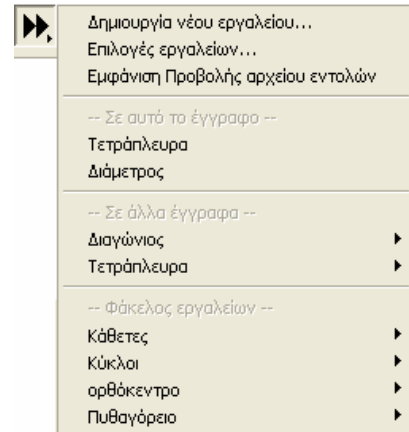 Δημιουργία νέου εργαλείου...
Επιλογές εργαλείων...
Εμφάνιση Προβολής αρχείου εντολών
-- Σε αυτό το έγγραφο --
Τετράπλευρα
Διάμετρος
-- Σε άλλα έγγραφα --
Διαγώνιος
Τετράπλευρα
-- Φάκελος εργαλείων --
Κάθετες
Κύκλοι
ορθόκεντρο
Πυθαγόρειο